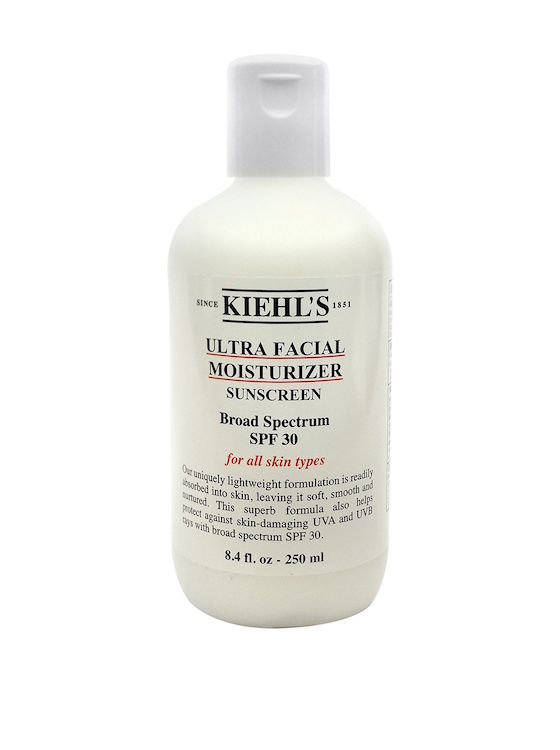 SINCE KIEHL'S 1851
ULTRA FACIAL
MOISTURIZER
SUNSCREEN
Broad Spectrum
SPF 30
for all skin types
Our uniquely lightweight formulation is readily
absorbed into skin, leaving it soft, smooth and
nurtured. This superb formula also helps
protect against skin-damaging UVA and UVB
rays with broad spectrum SPF 30.
8.4 fl. oz - 250 ml